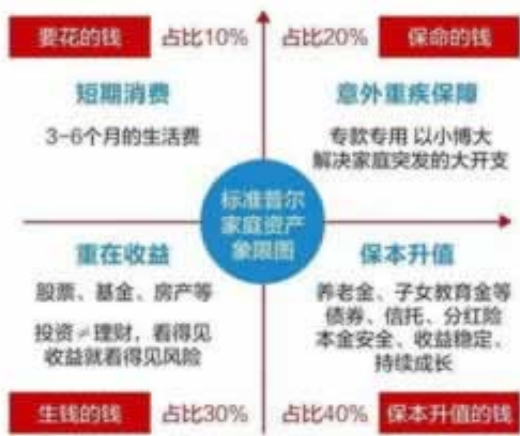 要花的钱 占比10%
占比20% 保命的钱
短期消费
3-6个月的生活费
意外重疾保障
专款专用 以小博大
解决家庭突发的大开支
标准普尔
家庭资产
象限图
重在收益
股票、基金、房产等
投资≠理财，看得见
收益就看得见风险
保本升值
养老金、子女教育金等
债券、信托、分红险
本金安全、收益稳定、
持续成长
生钱的钱 占比30%
占比40% 保本升值的钱